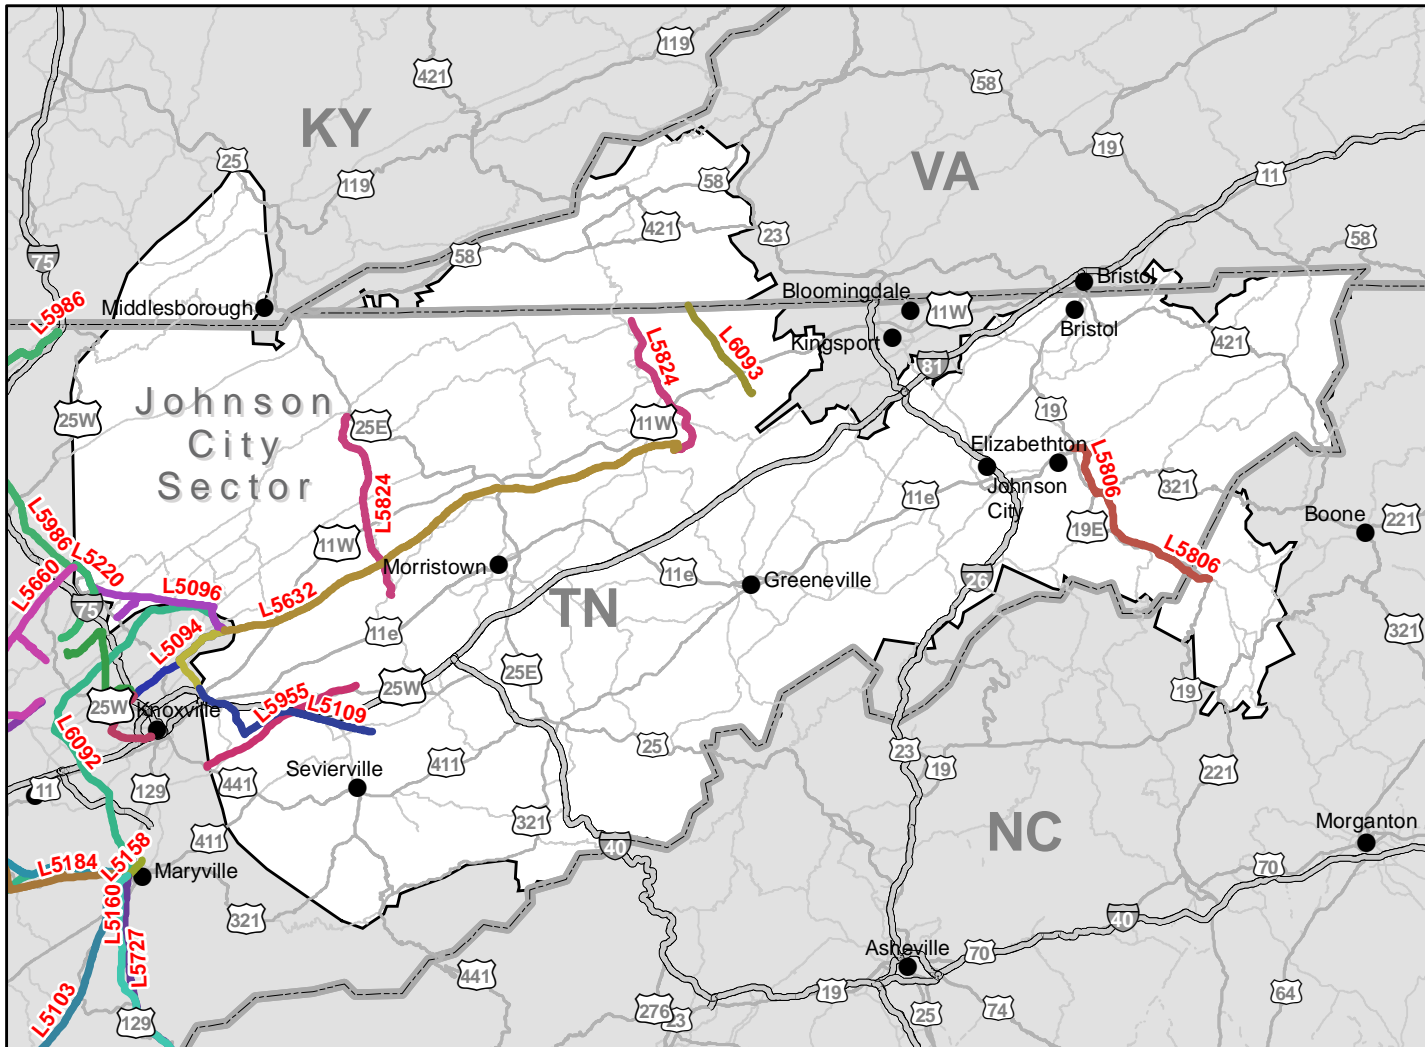 119
421
58
KY
19
25
VA
11
119
58
421
23
58
58
75
Bristol
Middlesborough
Bloomingdale
11W
L5986
Bristol
Kingsport
421
L5824
L6093
81
Johnson
City
Sector
25W
25E
11W
19
Elizabethton
L5806
Johnson
City
321
L5824
11e
Boone
221
L5986
11W
19E
L5220
Morristown
11e
L5806
L5660
Greeneville
26
75
L5096
L5632
TN
11e
321
L5094
25E
25W
19
25W
Knoxville
L5955
L5109
L6092
25
23
19
411
221
Sevierville
441
129
11
321
Morganton
NC
411
40
L5158
L5184
Maryville
70
321
L5160
40
L5727
Asheville
70
441
L5103
19
64
276
23
25
74
129